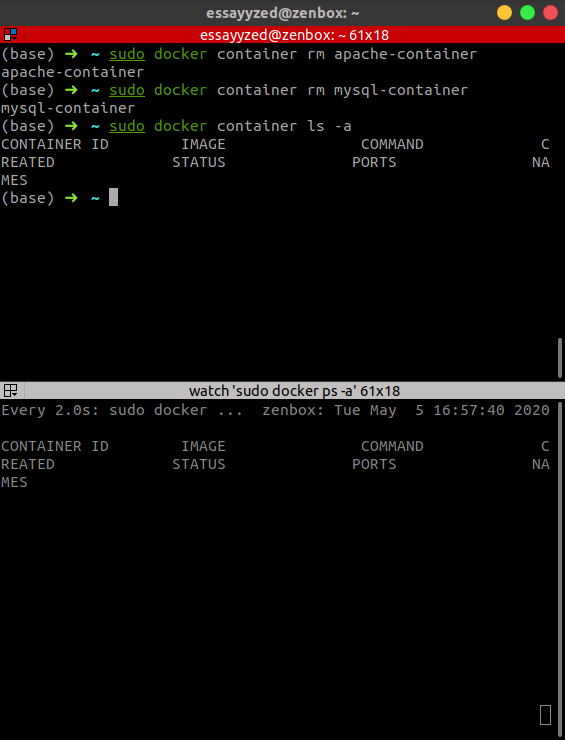 essayyzed@zenbox: ~
essayyzed@zenbox: ~ 61x18
(base) ➜ ~ sudo docker container rm apache-container
apache-container
(base) ➜ ~ sudo docker container rm mysql-container
mysql-container
(base) ➜ ~ sudo docker container ls -a
CONTAINER ID        IMAGE               COMMAND             C
REATED             STATUS              PORTS               NA
MES
(base) ➜ ~
watch 'sudo docker ps -a' 61x18
Every 2.0s: sudo docker ...  zenbox: Tue May  5 16:57:40 2020
CONTAINER ID        IMAGE               COMMAND             C
REATED             STATUS              PORTS               NA
MES